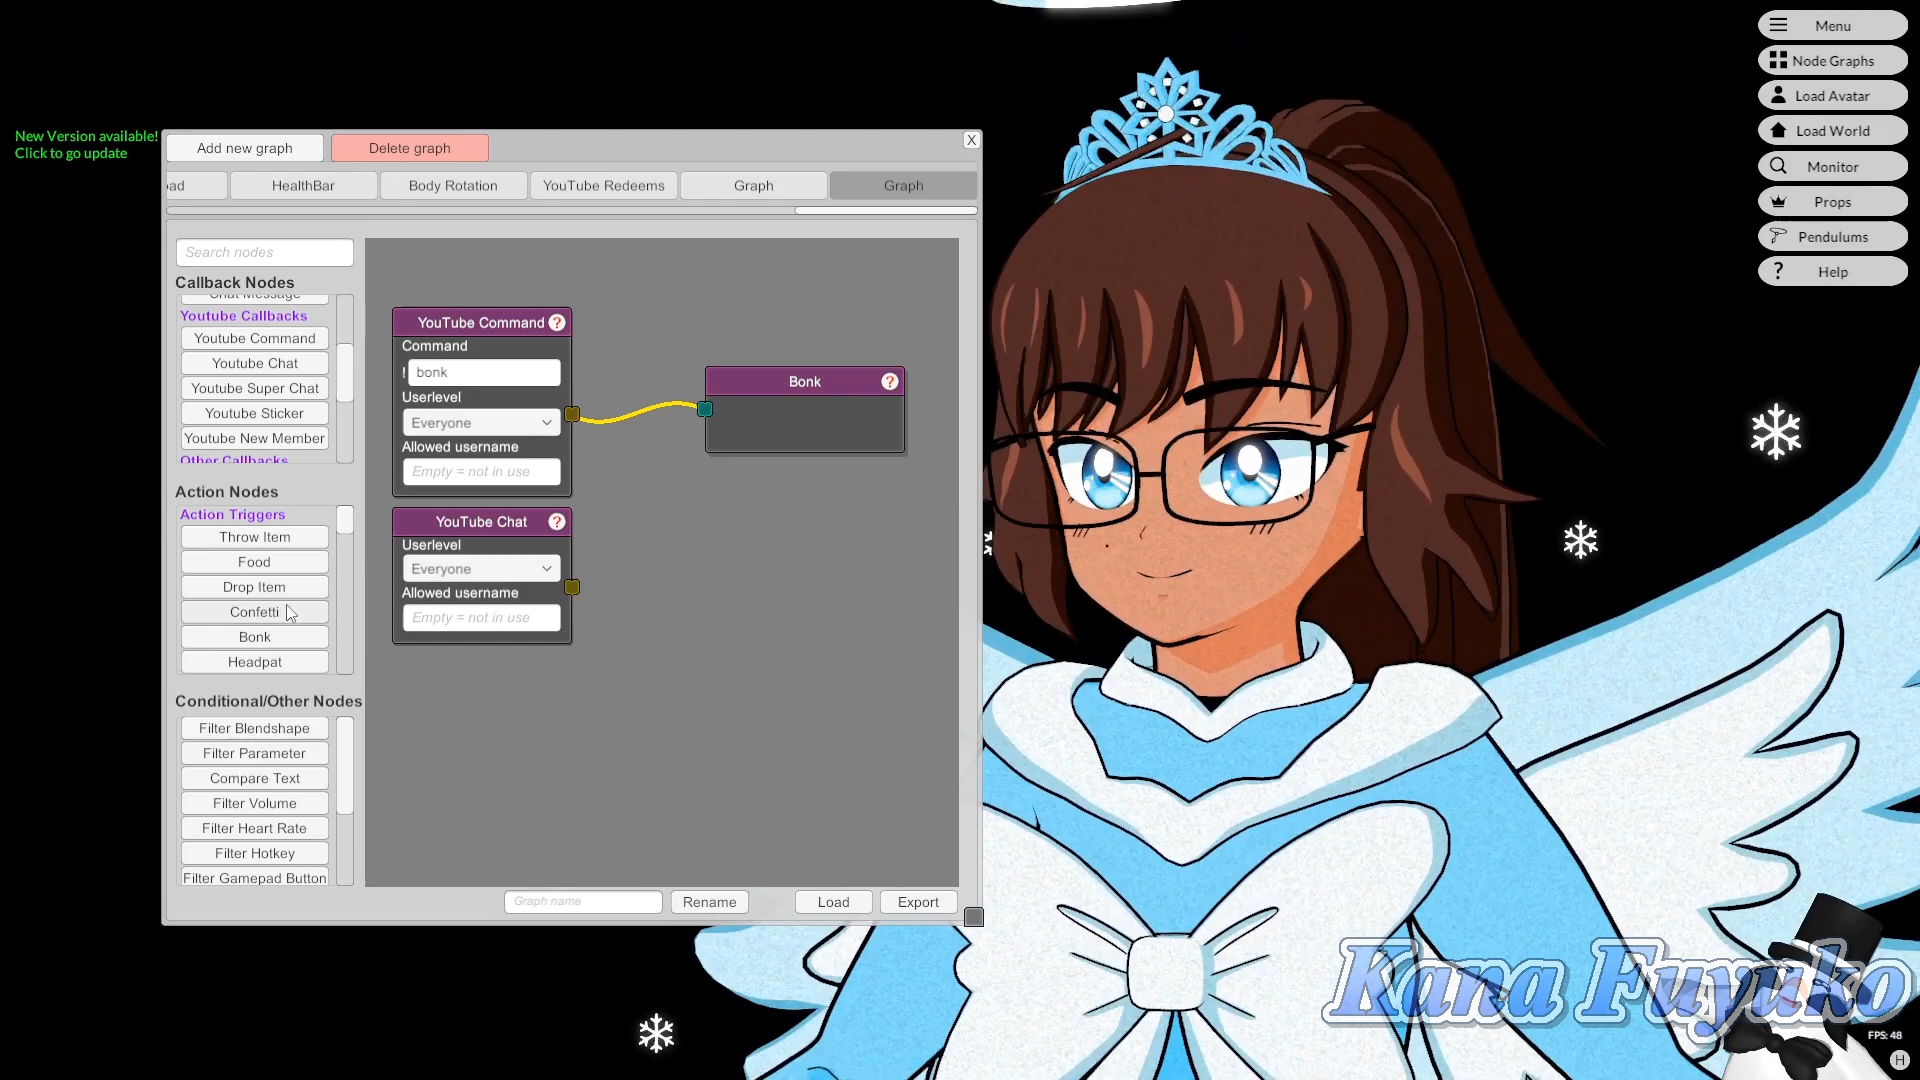 New Version available!
Click to go update
Add new graph
Delete graph
X
ad
HealthBar
Body Rotation
YouTube Redeems
Graph
Graph
Search nodes
Callback Nodes
Chat Message
Youtube Callbacks
Youtube Command
Youtube Chat
Youtube Super Chat
Youtube Sticker
Youtube New Member
Other Callbacks
Action Nodes
Action Triggers
Throw Item
Food
Drop Item
Confetti
Bonk
Headpat
Conditional/Other Nodes
Filter Blendshape
Filter Parameter
Compare Text
Filter Volume
Filter Heart Rate
Filter Hotkey
Filter Gamepad Button
YouTube Command ?
Command
! bonk
Userlevel
Everyone
Allowed username
Empty = not in use
YouTube Chat ?
Userlevel
Everyone
Allowed username
Empty = not in use
Bonk ?
Graph name
Rename
Load
Export
Menu
Node Graphs
Load Avatar
Load World
Monitor
Props
Pendulums
? Help
Kana Fuyuko
FPS: 48
H